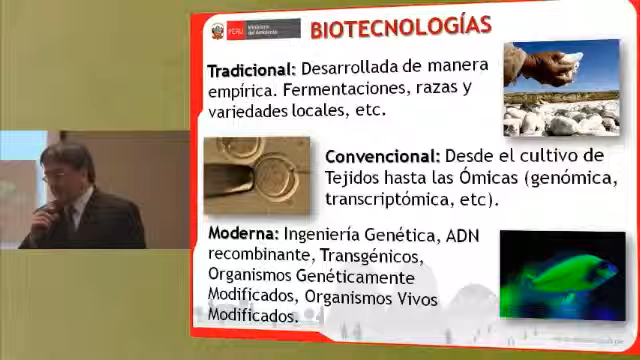 PERÚ Ministerio
del Ambiente
BIOTECNOLOGÍAS
Tradicional: Desarrollada de manera
empírica. Fermentaciones, razas y
variedades locales, etc.
Convencional: Desde el cultivo de
Tejidos hasta las Ómicas (genómica,
transcriptómica, etc).
Moderna: Ingeniería Genética, ADN
recombinante, Transgénicos,
Organismos Genéticamente
Modificados, Organismos Vivos
Modificados.